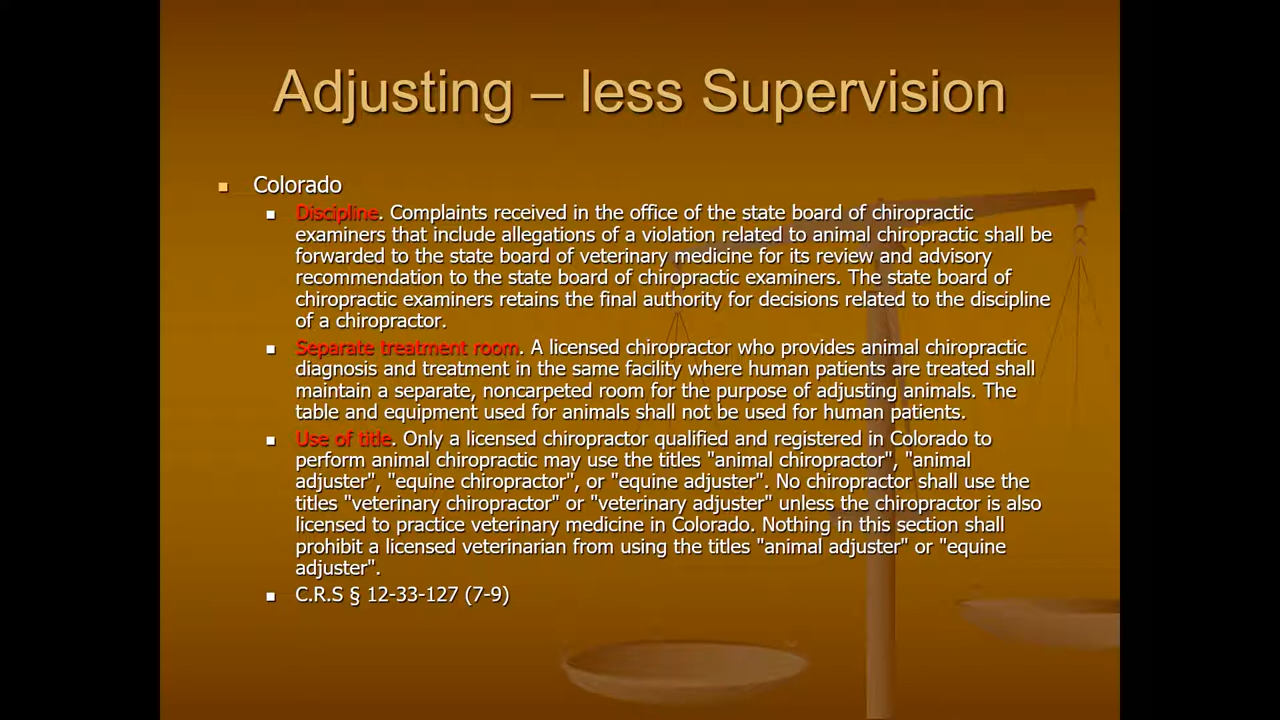 Adjusting – less Supervision
Colorado
Discipline. Complaints received in the office of the state board of chiropractic
examiners that include allegations of a violation related to animal chiropractic shall be
forwarded to the state board of veterinary medicine for its review and advisory
recommendation to the state board of chiropractic examiners. The state board of
chiropractic examiners retains the final authority for decisions related to the discipline
of a chiropractor.
Separate treatment room. A licensed chiropractor who provides animal chiropractic
diagnosis and treatment in the same facility where human patients are treated shall
maintain a separate, noncarpeted room for the purpose of adjusting animals. The
table and equipment used for animals shall not be used for human patients.
Use of title. Only a licensed chiropractor qualified and registered in Colorado to
perform animal chiropractic may use the titles "animal chiropractor", "animal
adjuster", "equine chiropractor", or "equine adjuster". No chiropractor shall use the
titles "veterinary chiropractor" or "veterinary adjuster" unless the chiropractor is also
licensed to practice veterinary medicine in Colorado. Nothing in this section shall
prohibit a licensed veterinarian from using the titles "animal adjuster" or "equine
adjuster".
C.R.S § 12-33-127 (7-9)